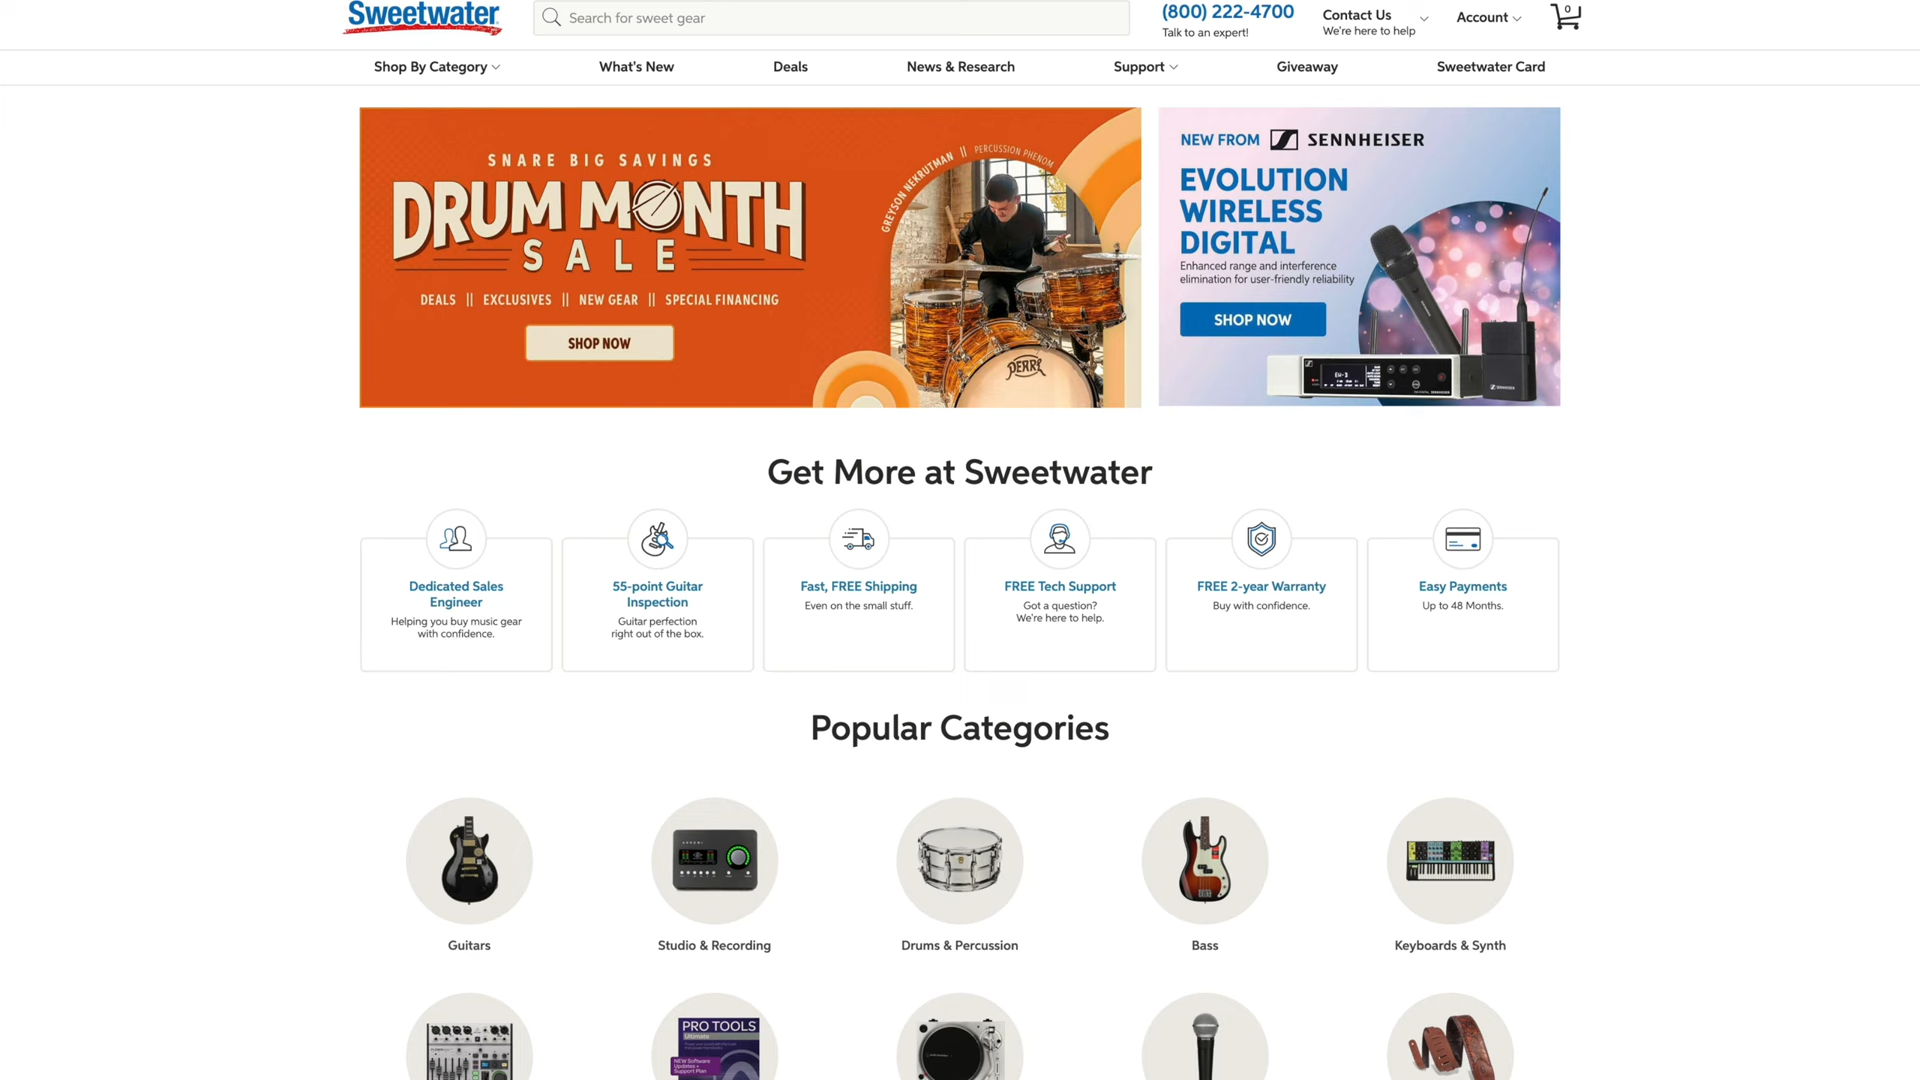 Sweetwater
Search for sweet gear
(800) 222-4700
Talk to an expert!
Contact Us
We're here to help
Account
0
Shop By Category
What's New
Deals
News & Research
Support
Giveaway
Sweetwater Card
SNARE BIG SAVINGS
DRUM MONTH
SALE
DEALS || EXCLUSIVES || NEW GEAR || SPECIAL FINANCING
SHOP NOW
GREYSON NEKRUTMAN || PERCUSSION PHENOM
PEARL
NEW FROM SENNHEISER
EVOLUTION
WIRELESS
DIGITAL
Enhanced range and interference
elimination for user-friendly reliability
SHOP NOW
Get More at Sweetwater
Dedicated Sales
Engineer
Helping you buy music gear
with confidence.
55-point Guitar
Inspection
Guitar perfection
right out of the box.
Fast, FREE Shipping
Even on the small stuff.
FREE Tech Support
Got a question?
We're here to help.
FREE 2-year Warranty
Buy with confidence.
Easy Payments
Up to 48 Months.
Popular Categories
Guitars
Studio & Recording
Drums & Percussion
Bass
Keyboards & Synth
PRO TOOLS
Ultimate
NEW Software
Updates +
Support Plan